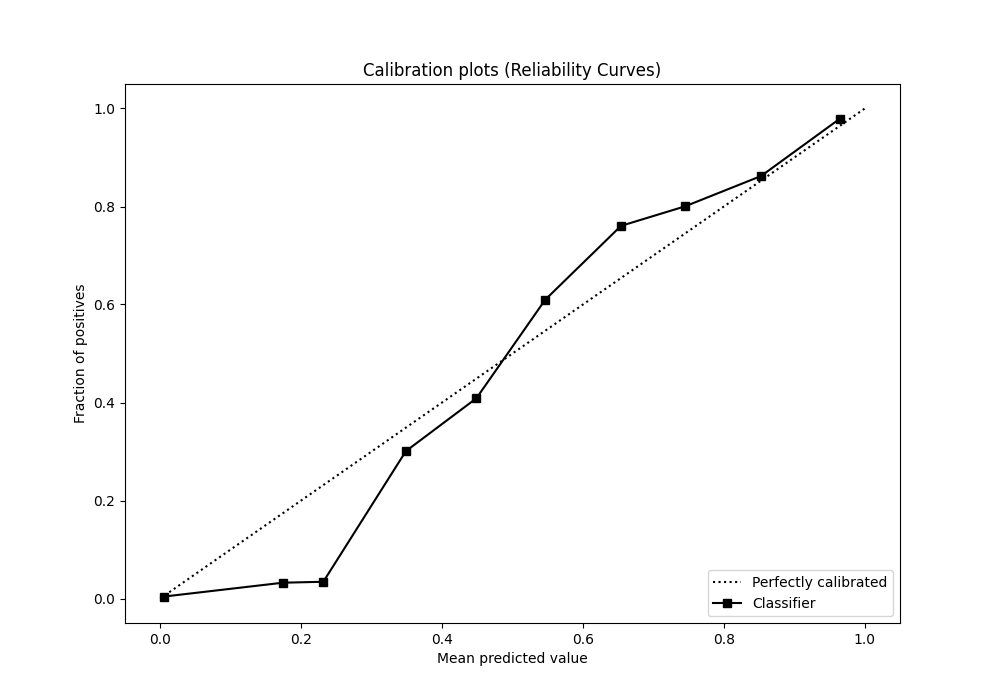 Calibration plots (Reliability Curves)
1.0
0.8
0.6
0.4
0.2
0.0
Fraction of positives
Perfectly calibrated
Classifier
0.0 0.2 0.4 0.6 0.8 1.0
Mean predicted value